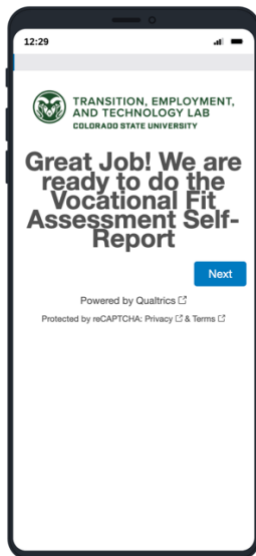 12:29
TRANSITION, EMPLOYMENT,
AND TECHNOLOGY LAB
COLORADO STATE UNIVERSITY
Great Job! We are
ready to do the
Vocational Fit
Assessment Self-
Report
Next
Powered by Qualtrics
Protected by reCAPTCHA: Privacy & Terms